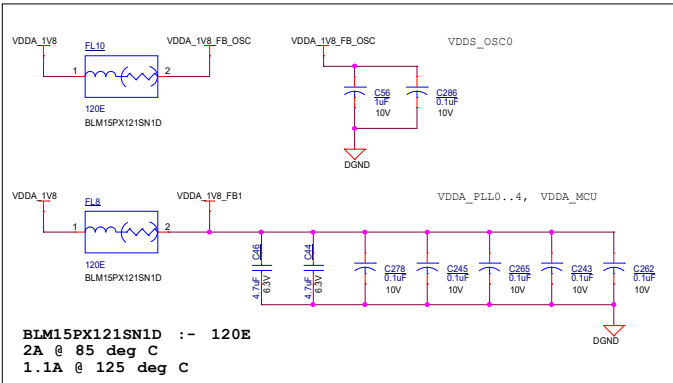 VDDA_1V8
FL10
VDDA_1V8_FB_OSC
1
2
120E
BLM15PX121SN1D
VDDA_1V8_FB_OSC
VDDS_OSC0
C56
1uF
10V
C286
0.1uF
10V
DGND
VDDA_1V8
FL8
VDDA_1V8_FB1
1
2
120E
BLM15PX121SN1D
VDDA_PLL0..4, VDDA_MCU
C46
4.7uF
6.3V
C44
4.7uF
6.3V
C278
0.1uF
10V
C245
0.1uF
10V
C265
0.1uF
10V
C243
0.1uF
10V
C262
0.1uF
10V
DGND
BLM15PX121SN1D :- 120E
2A @ 85 deg C
1.1A @ 125 deg C